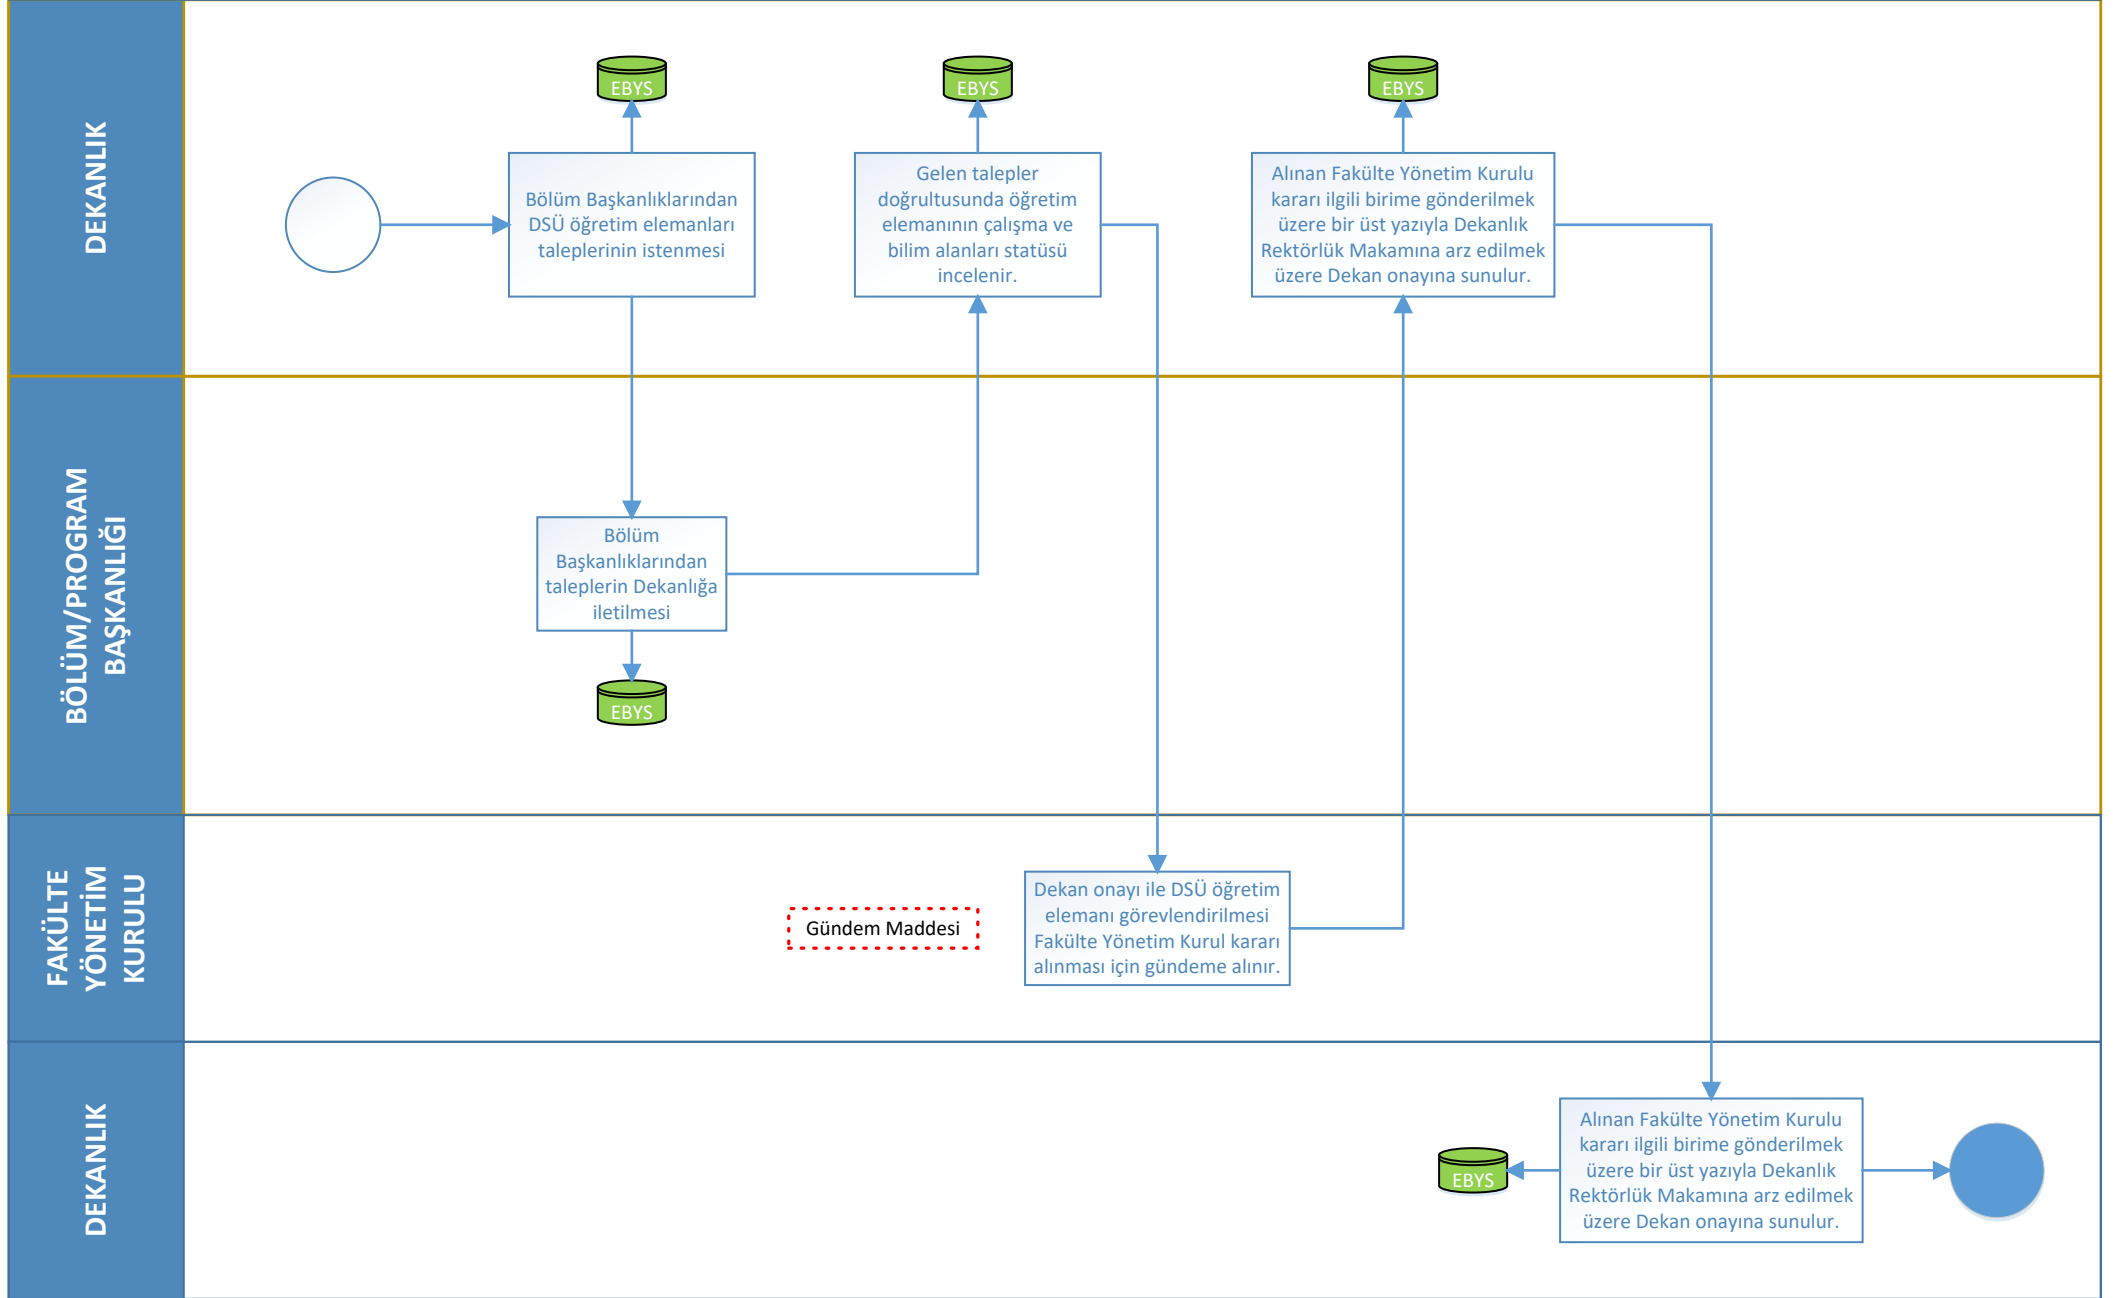 DEKANLIK
EBYS
EBYS
EBYS
Bölüm Başkanlıklarından
DSÜ öğretim elemanları
taleplerinin istenmesi
Gelen talepler
doğrultusunda öğretim
elemanının çalışma ve
bilim alanları statüsü
incelenir.
Alınan Fakülte Yönetim Kurulu
kararı ilgili birime gönderilmek
üzere bir üst yazıyla Dekanlık
Rektörlük Makamına arz edilmek
üzere Dekan onayına sunulur.
BÖLÜM/PROGRAM
BAŞKANLIĞI
Bölüm
Başkanlıklarından
taleplerin Dekanlığa
iletilmesi
EBYS
FAKÜLTE
YÖNETİM
KURULU
Gündem Maddesi
Dekan onayı ile DSÜ öğretim
elemanı görevlendirilmesi
Fakülte Yönetim Kurul kararı
alınması için gündeme alınır.
DEKANLIK
EBYS
Alınan Fakülte Yönetim Kurulu
kararı ilgili birime gönderilmek
üzere bir üst yazıyla Dekanlık
Rektörlük Makamına arz edilmek
üzere Dekan onayına sunulur.